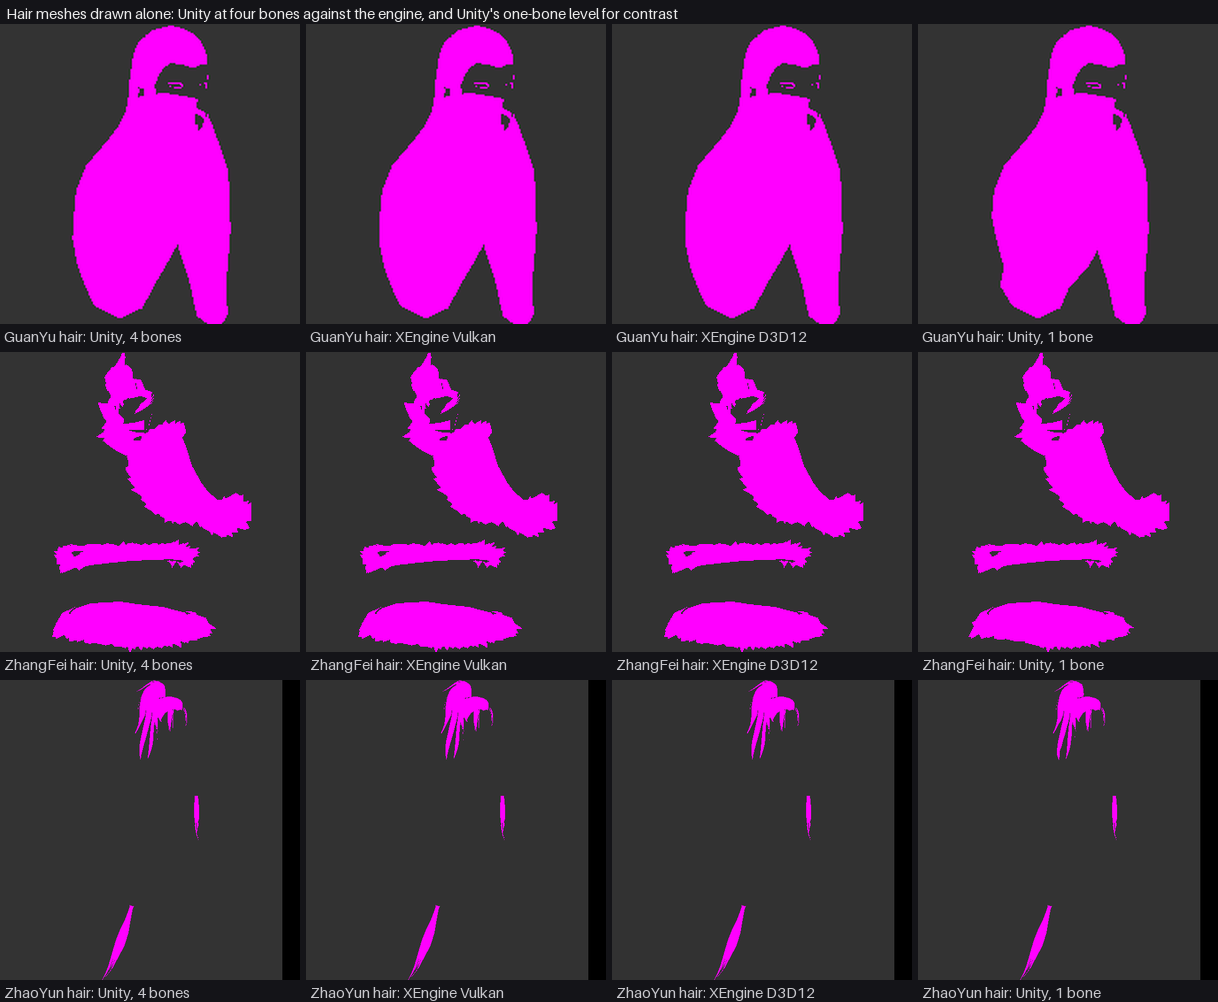 Hair meshes drawn alone: Unity at four bones against the engine, and Unity's one-bone level for contrast
GuanYu hair: Unity, 4 bones
GuanYu hair: XEngine Vulkan
GuanYu hair: XEngine D3D12
GuanYu hair: Unity, 1 bone
ZhangFei hair: Unity, 4 bones
ZhangFei hair: XEngine Vulkan
ZhangFei hair: XEngine D3D12
ZhangFei hair: Unity, 1 bone
ZhaoYun hair: Unity, 4 bones
ZhaoYun hair: XEngine Vulkan
ZhaoYun hair: XEngine D3D12
ZhaoYun hair: Unity, 1 bone